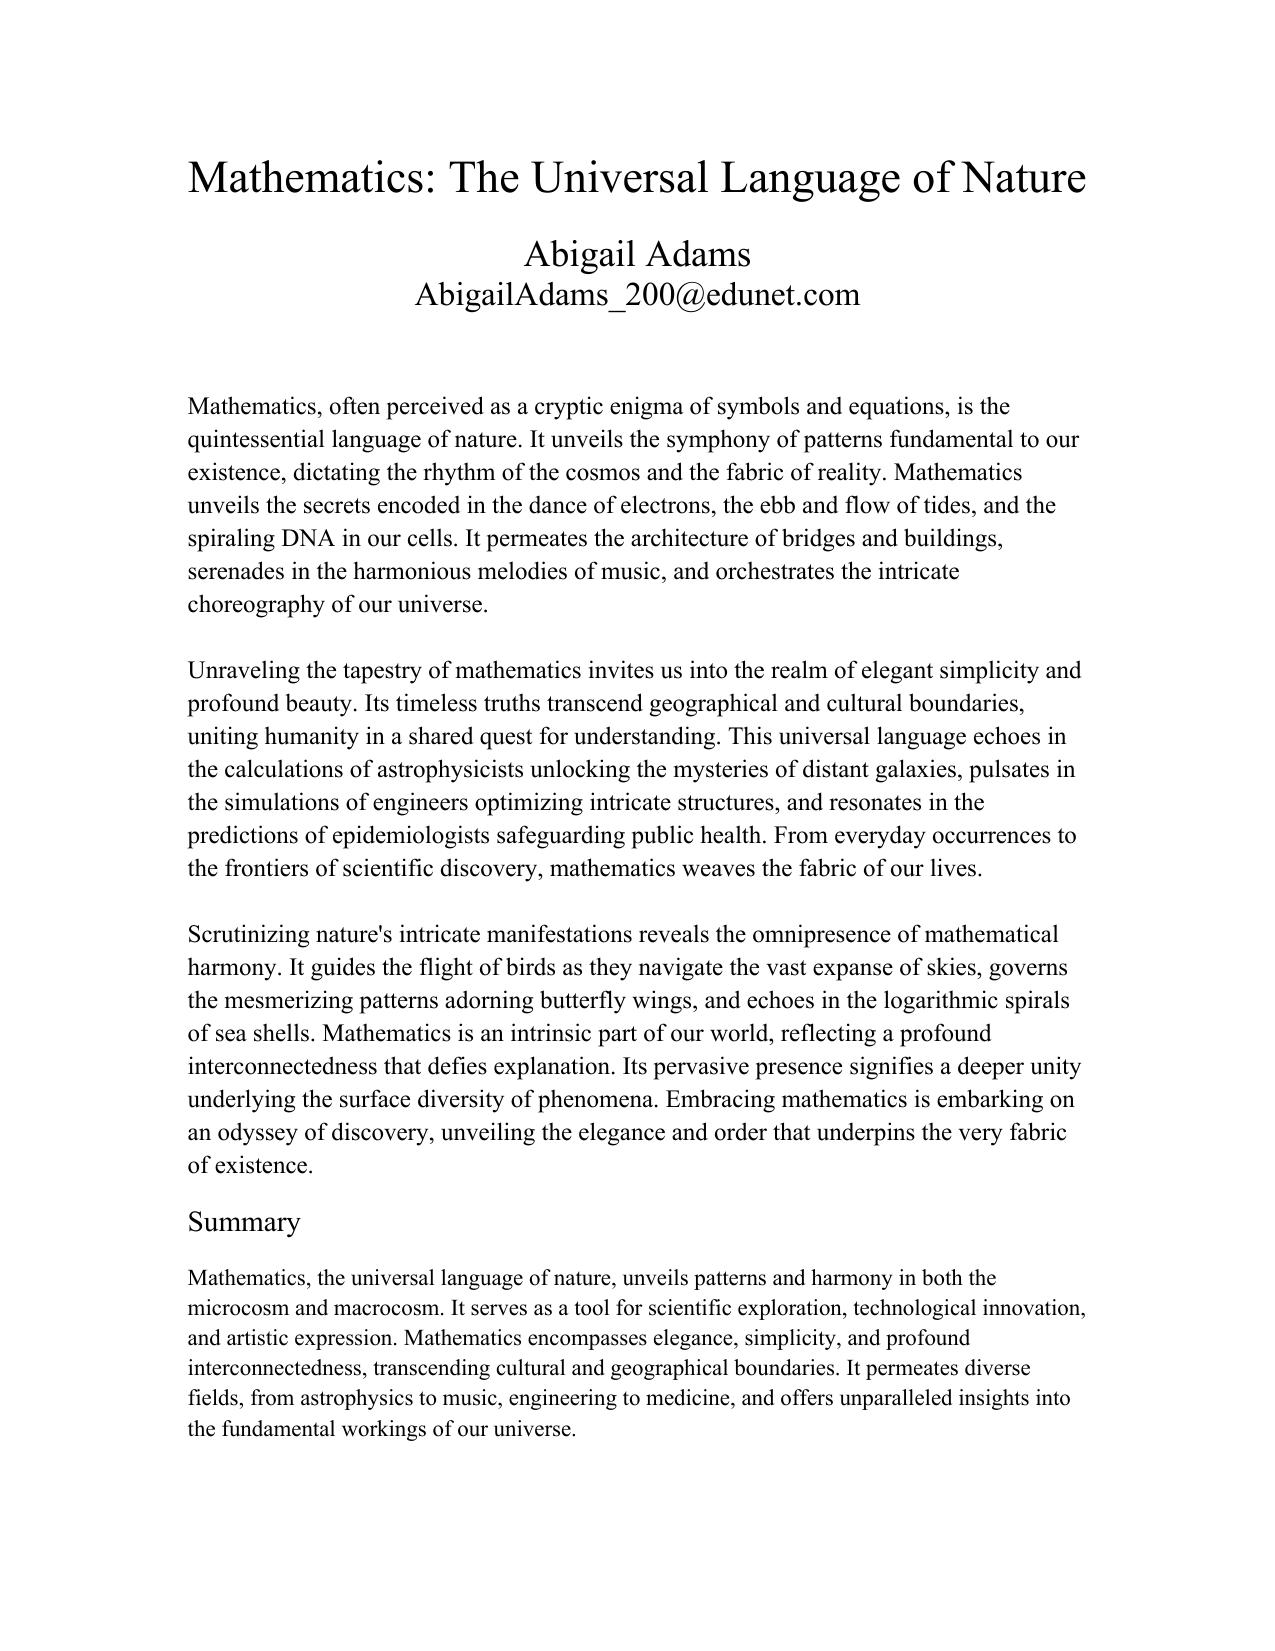 Mathematics: The Universal Language of Nature
Abigail Adams
AbigailAdams_200@edunet.com
Mathematics, often perceived as a cryptic enigma of symbols and equations, is the
quintessential language of nature. It unveils the symphony of patterns fundamental to our
existence, dictating the rhythm of the cosmos and the fabric of reality. Mathematics
unveils the secrets encoded in the dance of electrons, the ebb and flow of tides, and the
spiraling DNA in our cells. It permeates the architecture of bridges and buildings,
serenades in the harmonious melodies of music, and orchestrates the intricate
choreography of our universe.
Unraveling the tapestry of mathematics invites us into the realm of elegant simplicity and
profound beauty. Its timeless truths transcend geographical and cultural boundaries,
uniting humanity in a shared quest for understanding. This universal language echoes in
the calculations of astrophysicists unlocking the mysteries of distant galaxies, pulsates in
the simulations of engineers optimizing intricate structures, and resonates in the
predictions of epidemiologists safeguarding public health. From everyday occurrences to
the frontiers of scientific discovery, mathematics weaves the fabric of our lives.
Scrutinizing nature's intricate manifestations reveals the omnipresence of mathematical
harmony. It guides the flight of birds as they navigate the vast expanse of skies, governs
the mesmerizing patterns adorning butterfly wings, and echoes in the logarithmic spirals
of sea shells. Mathematics is an intrinsic part of our world, reflecting a profound
interconnectedness that defies explanation. Its pervasive presence signifies a deeper unity
underlying the surface diversity of phenomena. Embracing mathematics is embarking on
an odyssey of discovery, unveiling the elegance and order that underpins the very fabric
of existence.
Summary
Mathematics, the universal language of nature, unveils patterns and harmony in both the
microcosm and macrocosm. It serves as a tool for scientific exploration, technological innovation,
and artistic expression. Mathematics encompasses elegance, simplicity, and profound
interconnectedness, transcending cultural and geographical boundaries. It permeates diverse
fields, from astrophysics to music, engineering to medicine, and offers unparalleled insights into
the fundamental workings of our universe.